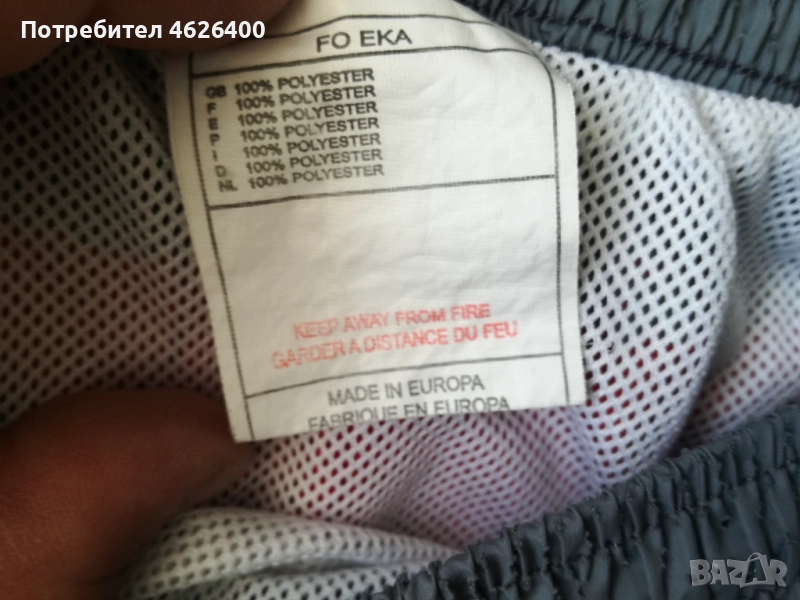 Потребител 4626400
FO EKA
GB 100% POLYESTER
F 100% POLYESTER
E 100% POLYESTER
P 100% POLYESTER
I 100% POLYESTER
D 100% POLYESTER
NL 100% POLYESTER
KEEP AWAY FROM FIRE
GARDER A DISTANCE DU FEU
MADE IN EUROPA
FABRIQUE EN EUROPA
BAZAR